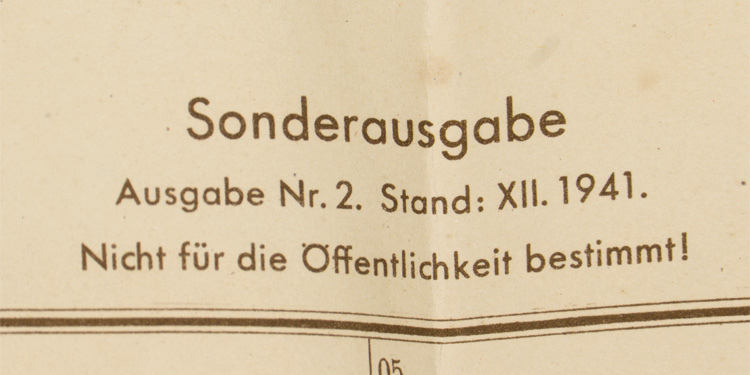 Sonderausgabe
Ausgabe Nr. 2. Stand: XII. 1941.
Nicht für die Öffentlichkeit bestimmt!
05